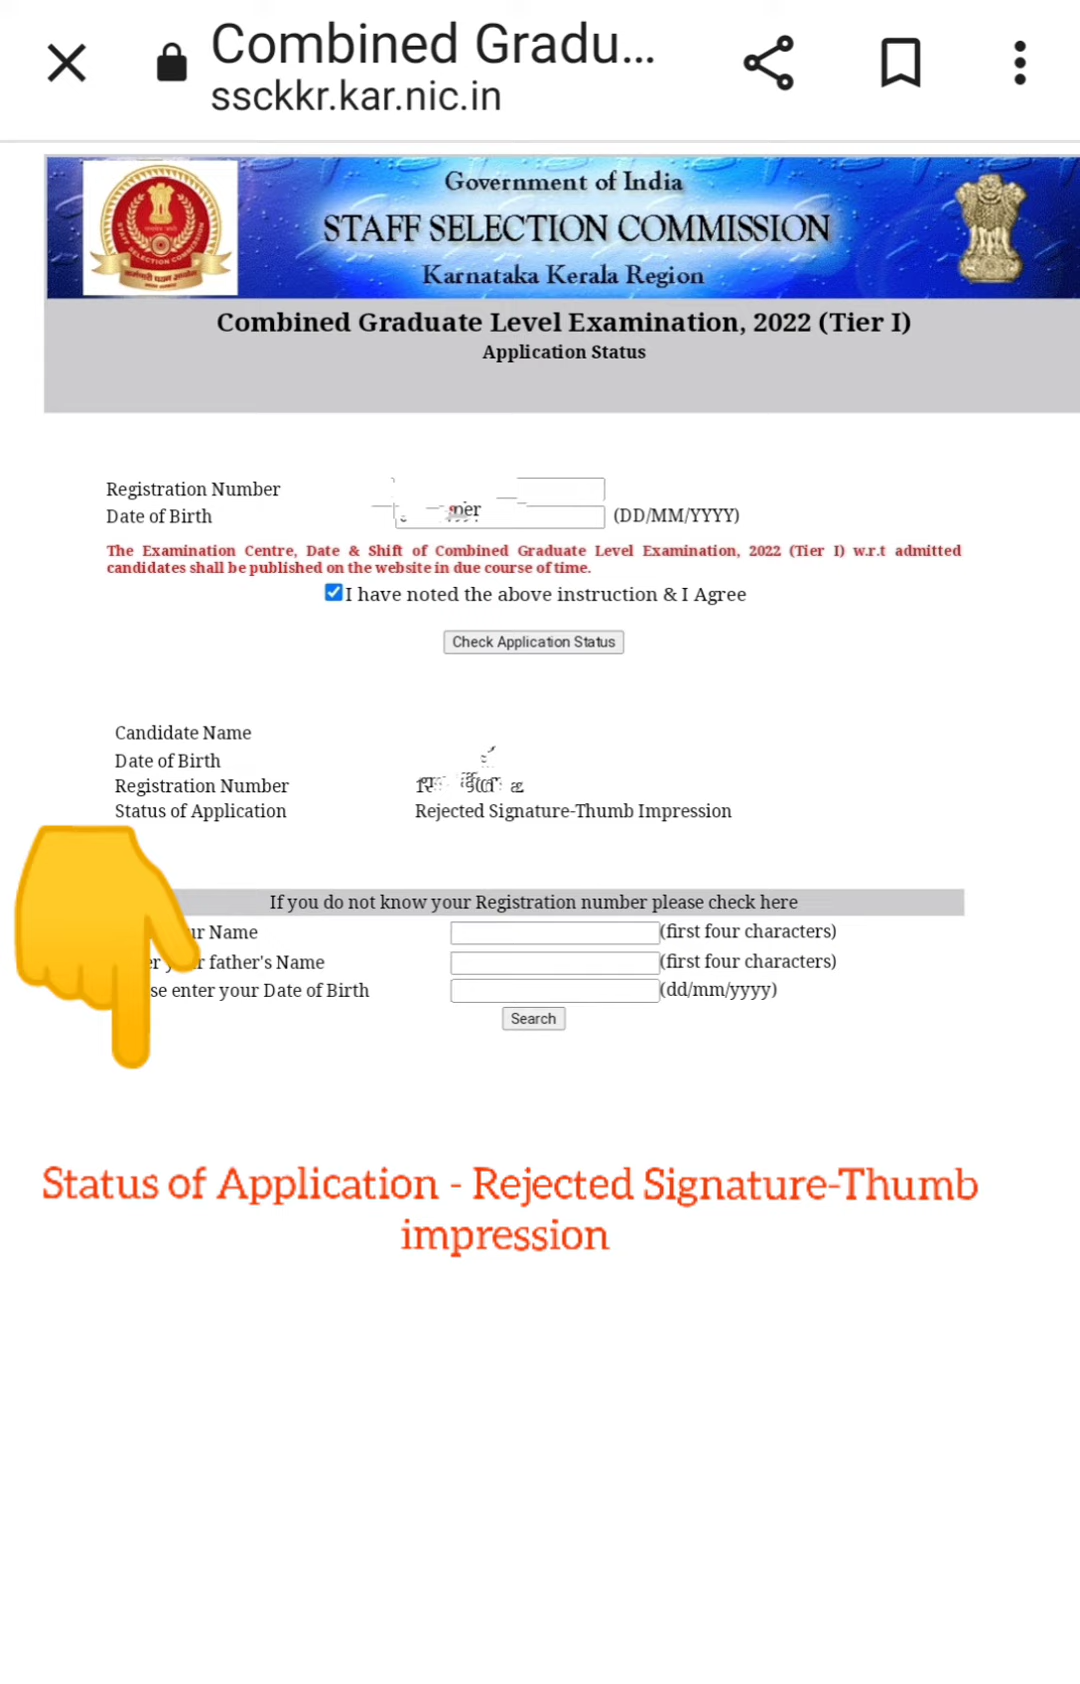 Combined Gradu...
ssckkr.kar.nic.in
Government of India
STAFF SELECTION COMMISSION
Karnataka Kerala Region
Combined Graduate Level Examination, 2022 (Tier I)
Application Status
Registration Number
Date of Birth (DD/MM/YYYY)
The Examination Centre, Date & Shift of Combined Graduate Level Examination, 2022 (Tier I) w.r.t admitted
candidates shall be published on the website in due course of time.
I have noted the above instruction & I Agree
Check Application Status
Candidate Name
Date of Birth
Registration Number
Status of Application Rejected Signature-Thumb Impression
If you do not know your Registration number please check here
Name (first four characters)
father's Name (first four characters)
enter your Date of Birth (dd/mm/yyyy)
Search
Status of Application - Rejected Signature-Thumb
impression